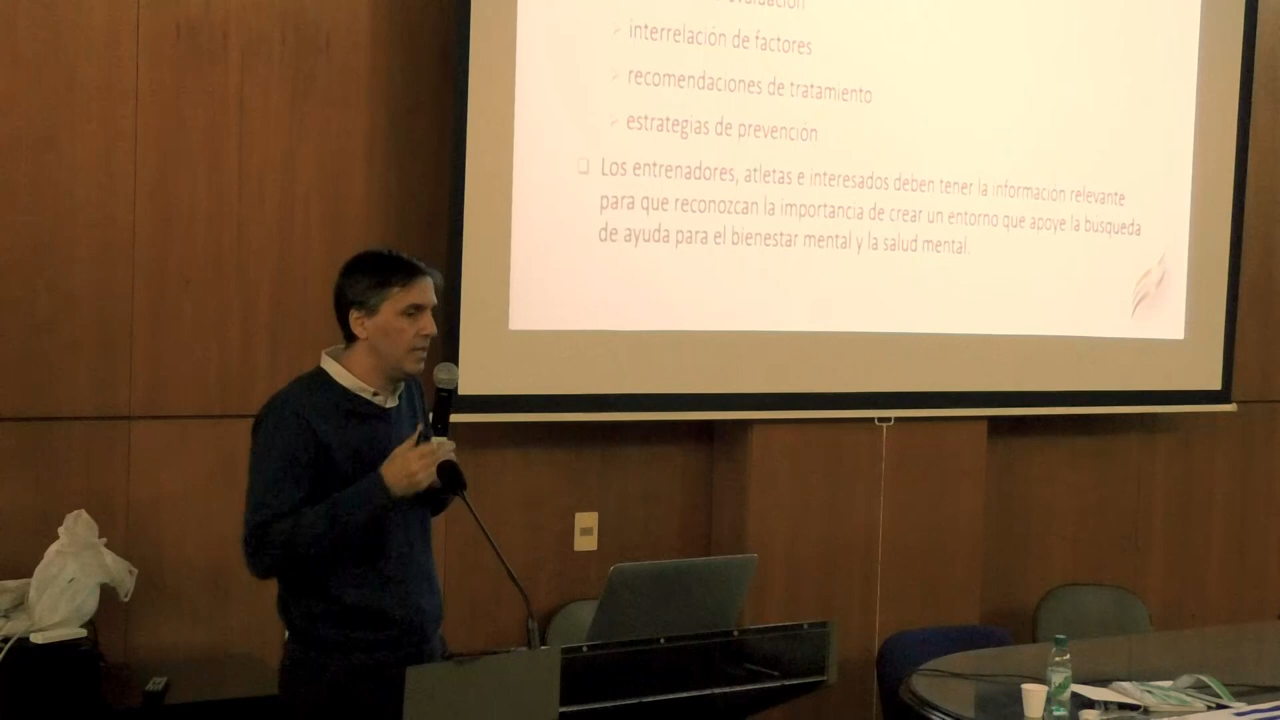 evaluación
interrelación de factores
recomendaciones de tratamiento
estrategias de prevención
Los entrenadores, atletas e interesados deben tener la información relevante
para que reconozcan la importancia de crear un entorno que apoye la busqueda
de ayuda para el bienestar mental y la salud mental.